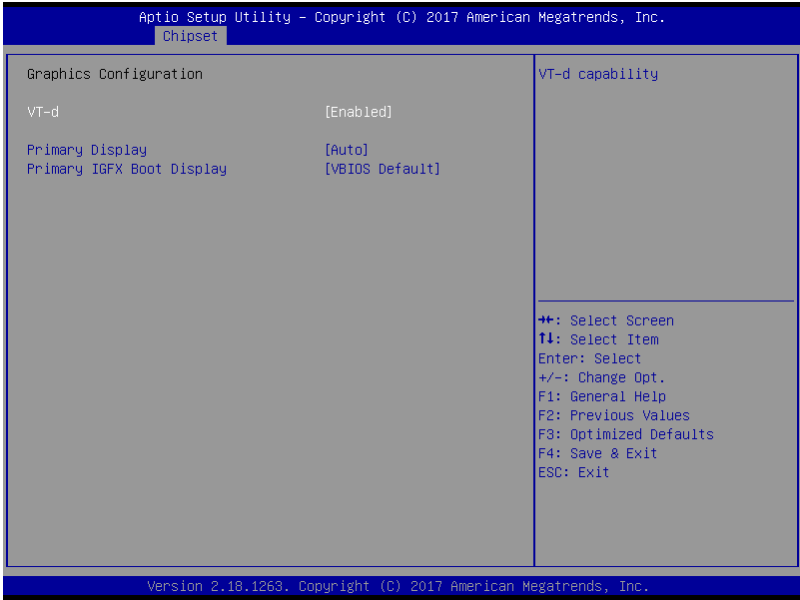 Aptio Setup Utility – Copyright (C) 2017 American Megatrends, Inc.
Chipset
Graphics Configuration
VT-d [Enabled]
Primary Display [Auto]
Primary IGFX Boot Display [VBIOS Default]
VT-d capability
→←: Select Screen
↑↓: Select Item
Enter: Select
+/-: Change Opt.
F1: General Help
F2: Previous Values
F3: Optimized Defaults
F4: Save & Exit
ESC: Exit
Version 2.18.1263. Copyright (C) 2017 American Megatrends, Inc.